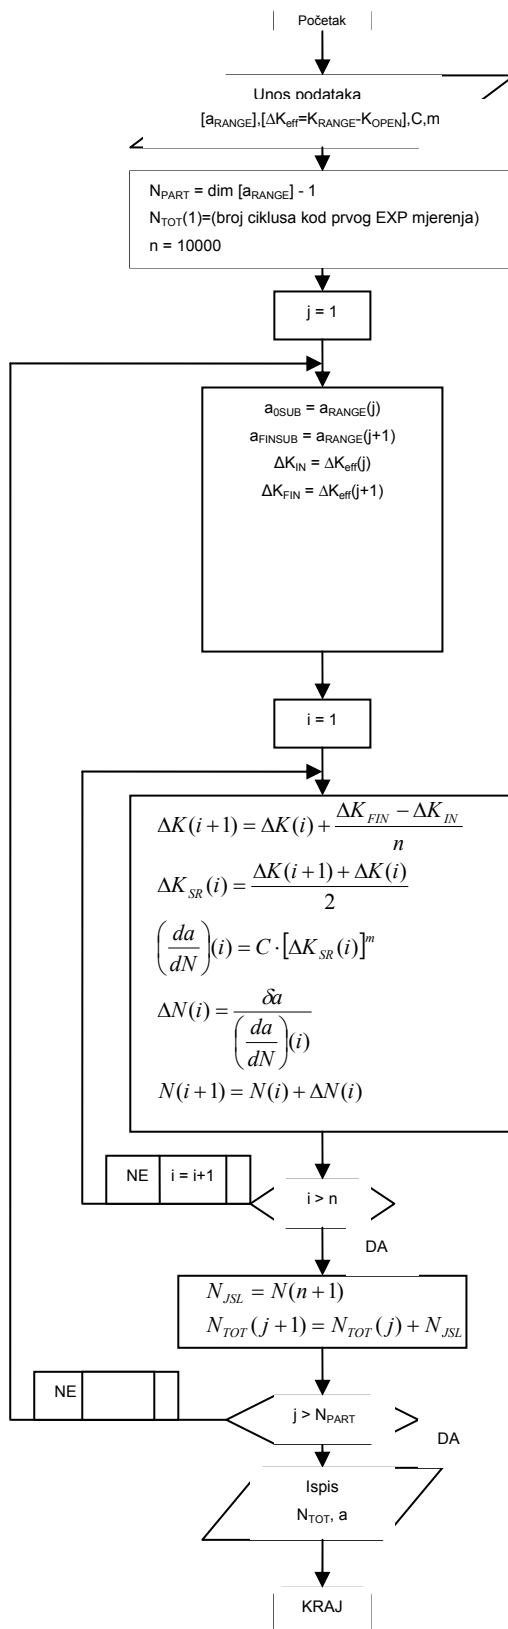 Početak
Unos podataka
[a_RANGE],[ΔK_eff=K_RANGE-K_OPEN],C,m
N_PART = dim [a_RANGE] - 1
N_TOT(1)=(broj ciklusa kod prvog EXP mjerenja)
n = 10000
j = 1
a_0SUB = a_RANGE(j)
a_FINSUB = a_RANGE(j+1)
ΔK_IN = ΔK_eff(j)
ΔK_FIN = ΔK_eff(j+1)
i = 1
ΔK(i+1) = ΔK(i) + (ΔK_FIN − ΔK_IN)/n
ΔK_SR(i) = (ΔK(i+1) + ΔK(i))/2
(da/dN)(i) = C·[ΔK_SR(i)]^m
ΔN(i) = δa/(da/dN)(i)
N(i+1) = N(i) + ΔN(i)
NE i = i+1
i > n
DA
N_JSL = N(n+1)
N_TOT(j+1) = N_TOT(j) + N_JSL
NE
j > N_PART
DA
Ispis
N_TOT, a
KRAJ